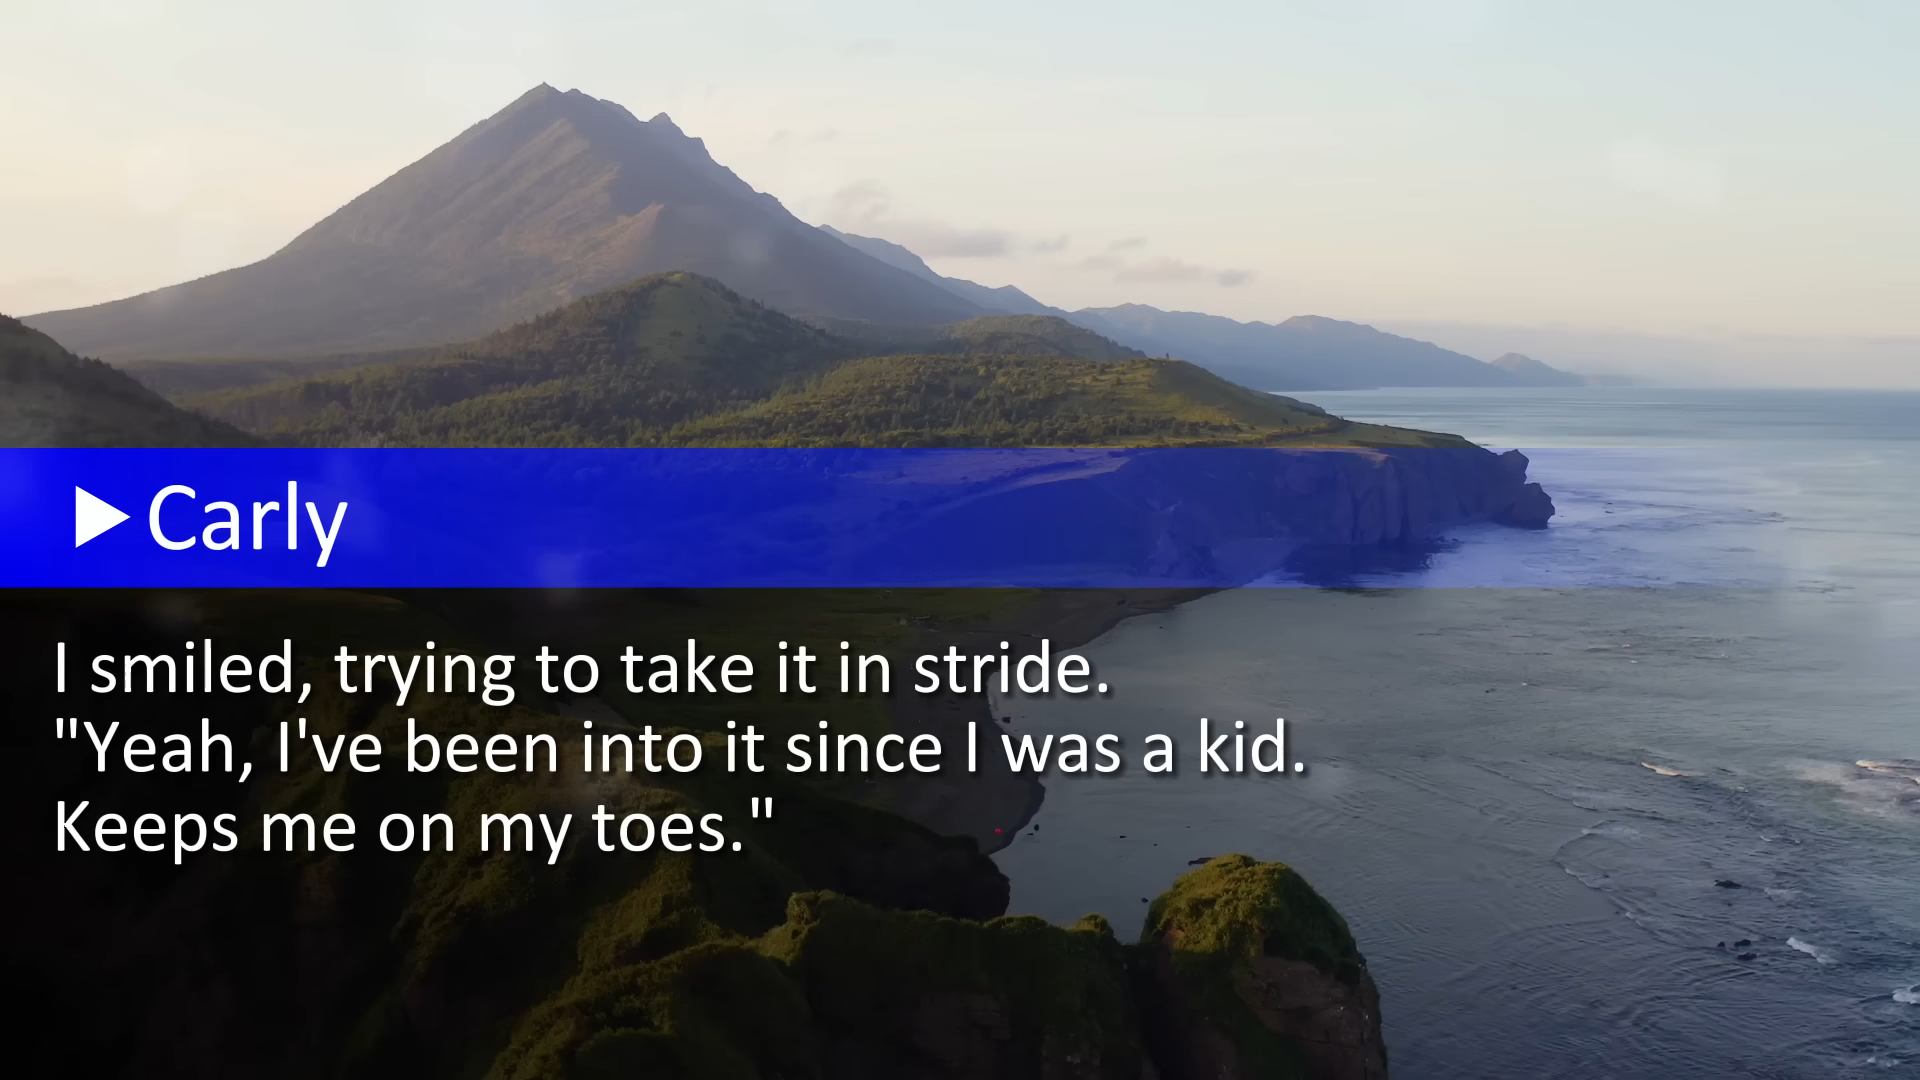 Carly
I smiled, trying to take it in stride.
"Yeah, I've been into it since I was a kid.
Keeps me on my toes."